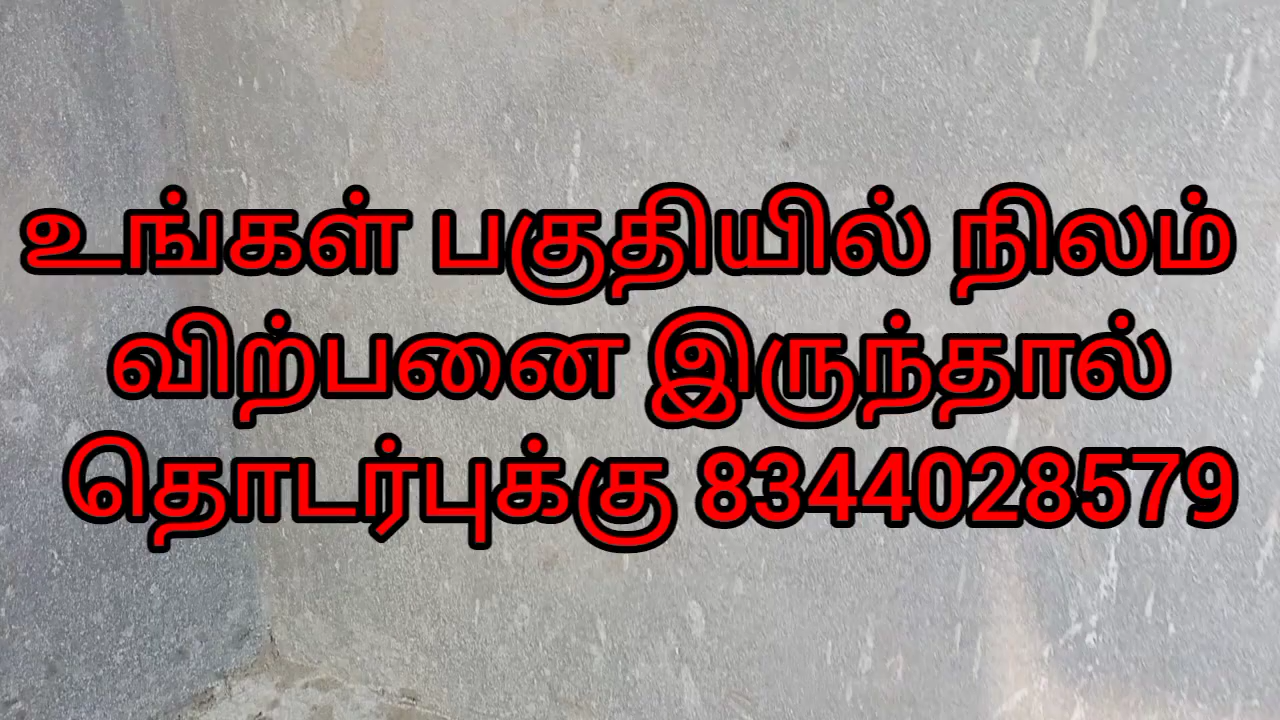 உங்கள் பகுதியில் நிலம்
விற்பனை இருந்தால்
தொடர்புக்கு 8344028579